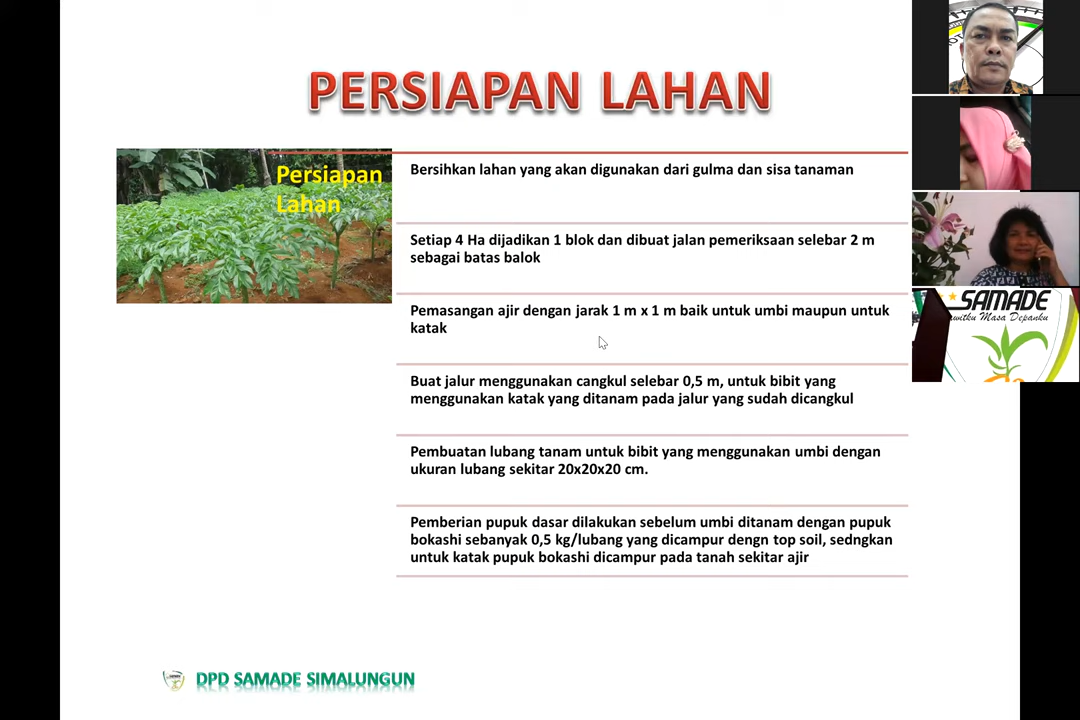 PERSIAPAN LAHAN
Persiapan
Lahan
Bersihkan lahan yang akan digunakan dari gulma dan sisa tanaman
Setiap 4 Ha dijadikan 1 blok dan dibuat jalan pemeriksaan selebar 2 m
sebagai batas balok
Pemasangan ajir dengan jarak 1 m x 1 m baik untuk umbi maupun untuk
katak
Buat jalur menggunakan cangkul selebar 0,5 m, untuk bibit yang
menggunakan katak yang ditanam pada jalur yang sudah dicangkul
Pembuatan lubang tanam untuk bibit yang menggunakan umbi dengan
ukuran lubang sekitar 20x20x20 cm.
Pemberian pupuk dasar dilakukan sebelum umbi ditanam dengan pupuk
bokashi sebanyak 0,5 kg/lubang yang dicampur dengn top soil, sedngkan
untuk katak pupuk bokashi dicampur pada tanah sekitar ajir
DPD SAMADE SIMALUNGUN
SAMADE
Masa Depanku